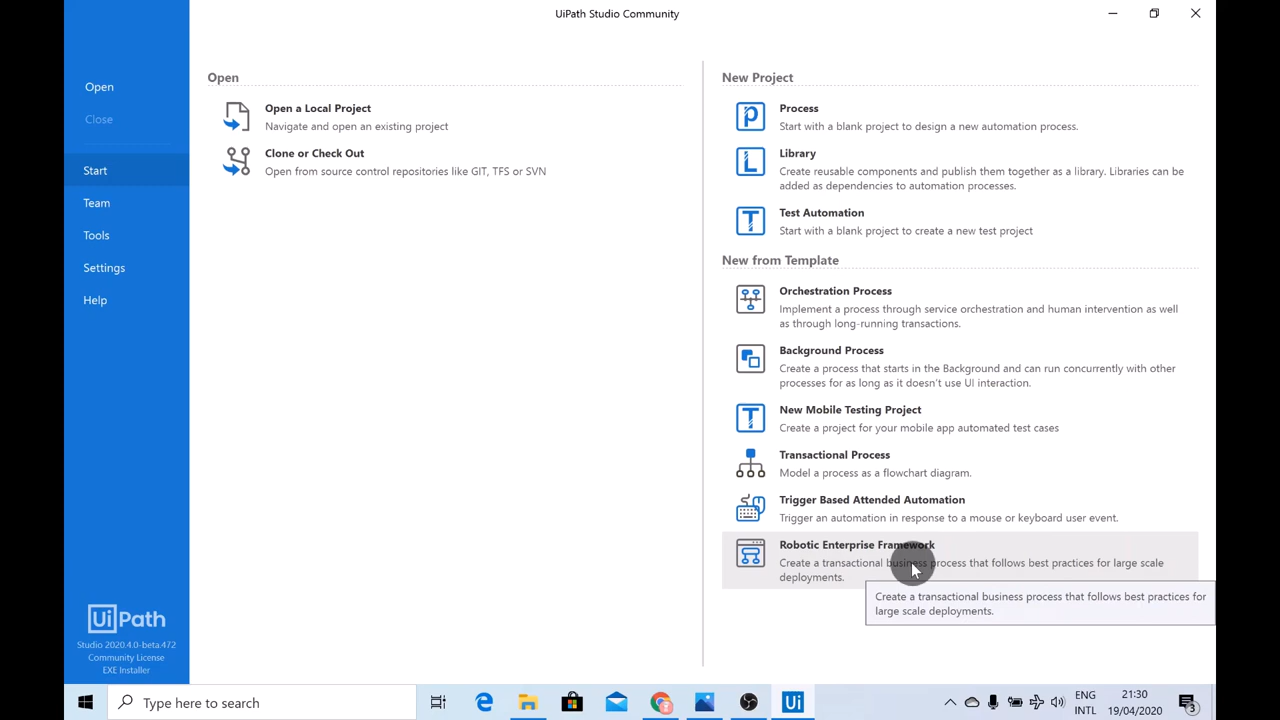 UiPath Studio Community
Open
Close
Start
Team
Tools
Settings
Help
UiPath
Studio 2020.4.0-beta.472
Community License
EXE Installer
Open
Open a Local Project
Navigate and open an existing project
Clone or Check Out
Open from source control repositories like GIT, TFS or SVN
New Project
Process
Start with a blank project to design a new automation process.
Library
Create reusable components and publish them together as a library. Libraries can be
added as dependencies to automation processes.
Test Automation
Start with a blank project to create a new test project
New from Template
Orchestration Process
Implement a process through service orchestration and human intervention as well
as through long-running transactions.
Background Process
Create a process that starts in the Background and can run concurrently with other
processes for as long as it doesn't use UI interaction.
New Mobile Testing Project
Create a project for your mobile app automated test cases
Transactional Process
Model a process as a flowchart diagram.
Trigger Based Attended Automation
Trigger an automation in response to a mouse or keyboard user event.
Robotic Enterprise Framework
Create a transactional business process that follows best practices for large scale
deployments.
Create a transactional business process that follows best practices for
large scale deployments.
Type here to search
Ui
ENG
INTL
21:30
19/04/2020
3